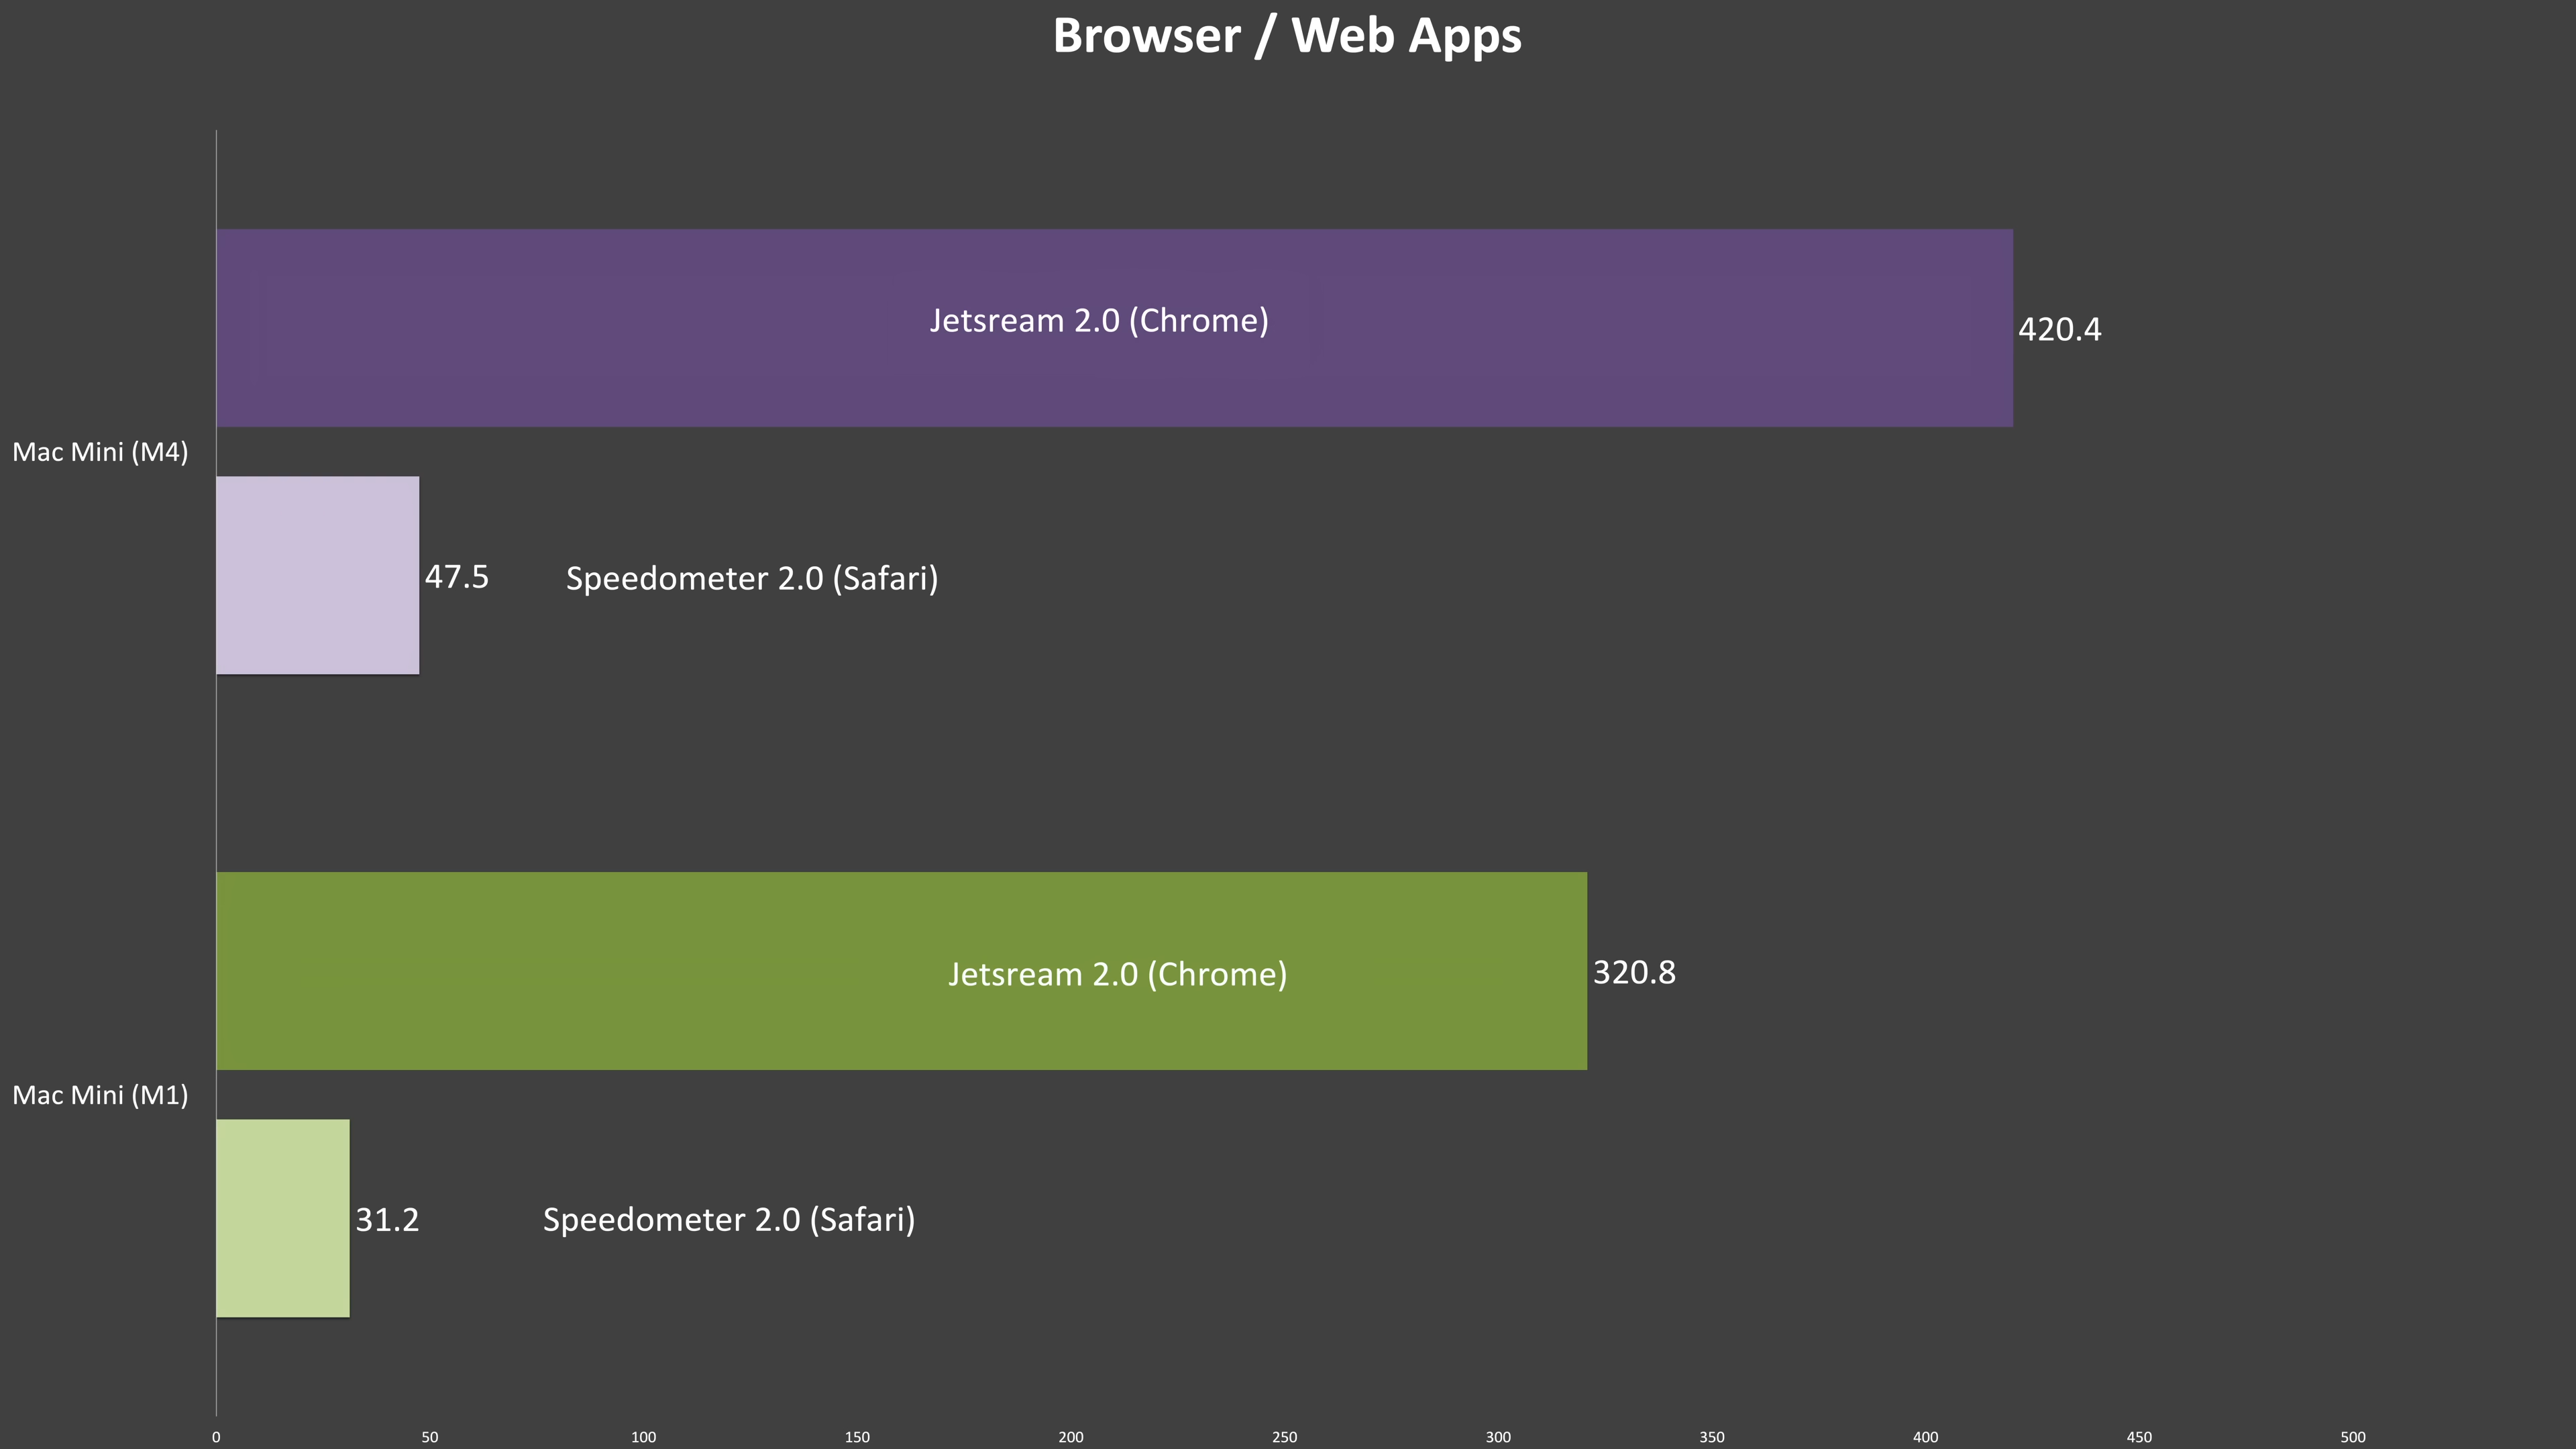 Browser / Web Apps
Jetsream 2.0 (Chrome)
420.4
Mac Mini (M4)
47.5
Speedometer 2.0 (Safari)
Jetsream 2.0 (Chrome)
320.8
Mac Mini (M1)
31.2
Speedometer 2.0 (Safari)
0 50 100 150 200 250 300 350 400 450 500